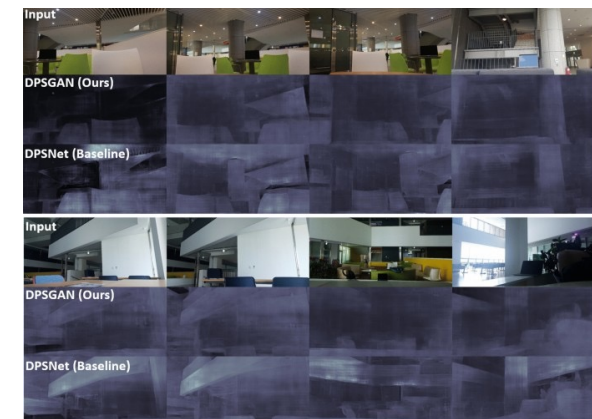 Input
DPSGAN (Ours)
DPSNet (Baseline)
Input
DPSGAN (Ours)
DPSNet (Baseline)